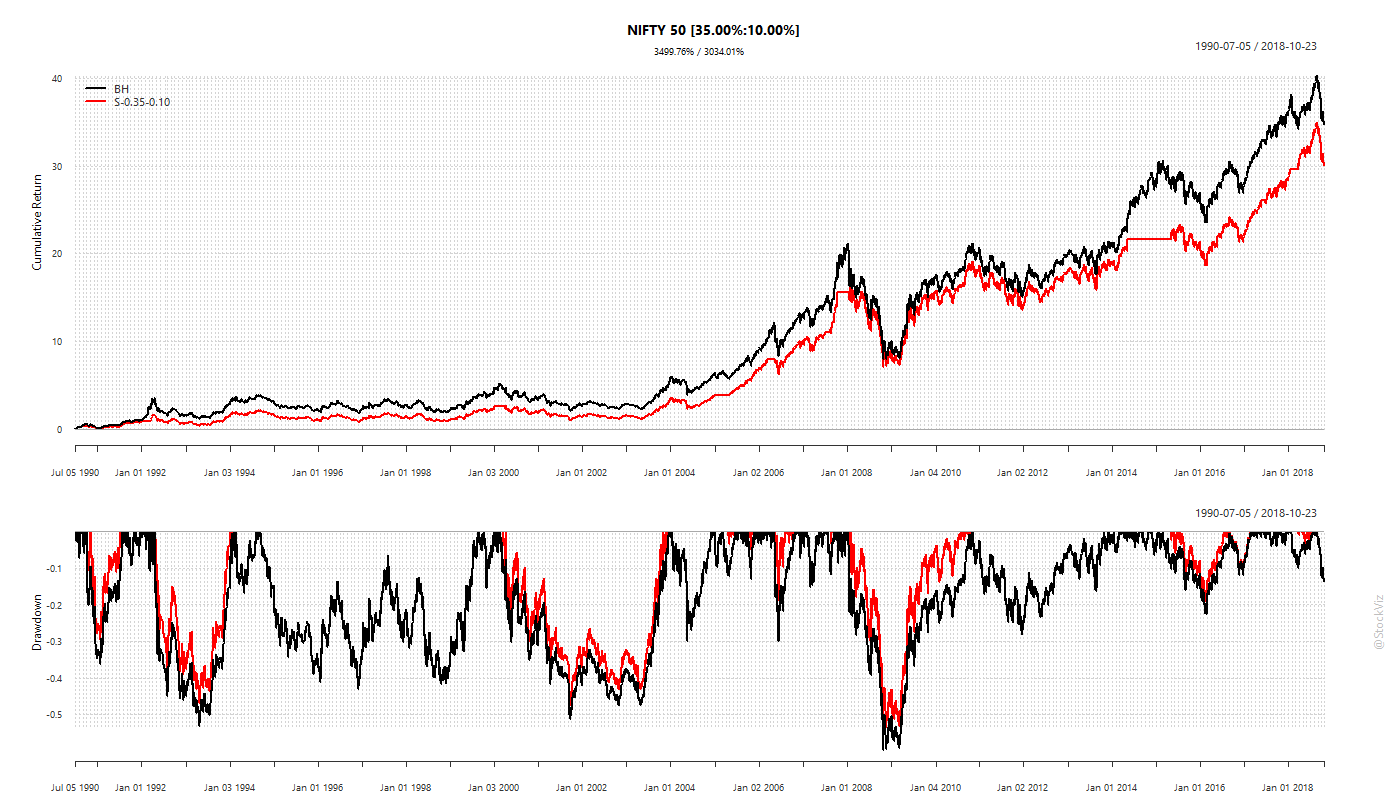 NIFTY 50 [35.00%:10.00%]
3499.76% / 3034.01%
1990-07-05 / 2018-10-23
BH
S-0.35-0.10
Cumulative Return
40
30
20
10
0
Jul 05 1990 Jan 01 1992 Jan 03 1994 Jan 01 1996 Jan 01 1998 Jan 03 2000 Jan 01 2002 Jan 01 2004 Jan 02 2006 Jan 01 2008 Jan 04 2010 Jan 02 2012 Jan 01 2014 Jan 01 2016 Jan 01 2018
1990-07-05 / 2018-10-23
Drawdown
-0.1
-0.2
-0.3
-0.4
-0.5
Jul 05 1990 Jan 01 1992 Jan 03 1994 Jan 01 1996 Jan 01 1998 Jan 03 2000 Jan 01 2002 Jan 01 2004 Jan 02 2006 Jan 01 2008 Jan 04 2010 Jan 02 2012 Jan 01 2014 Jan 01 2016 Jan 01 2018
@StockViz